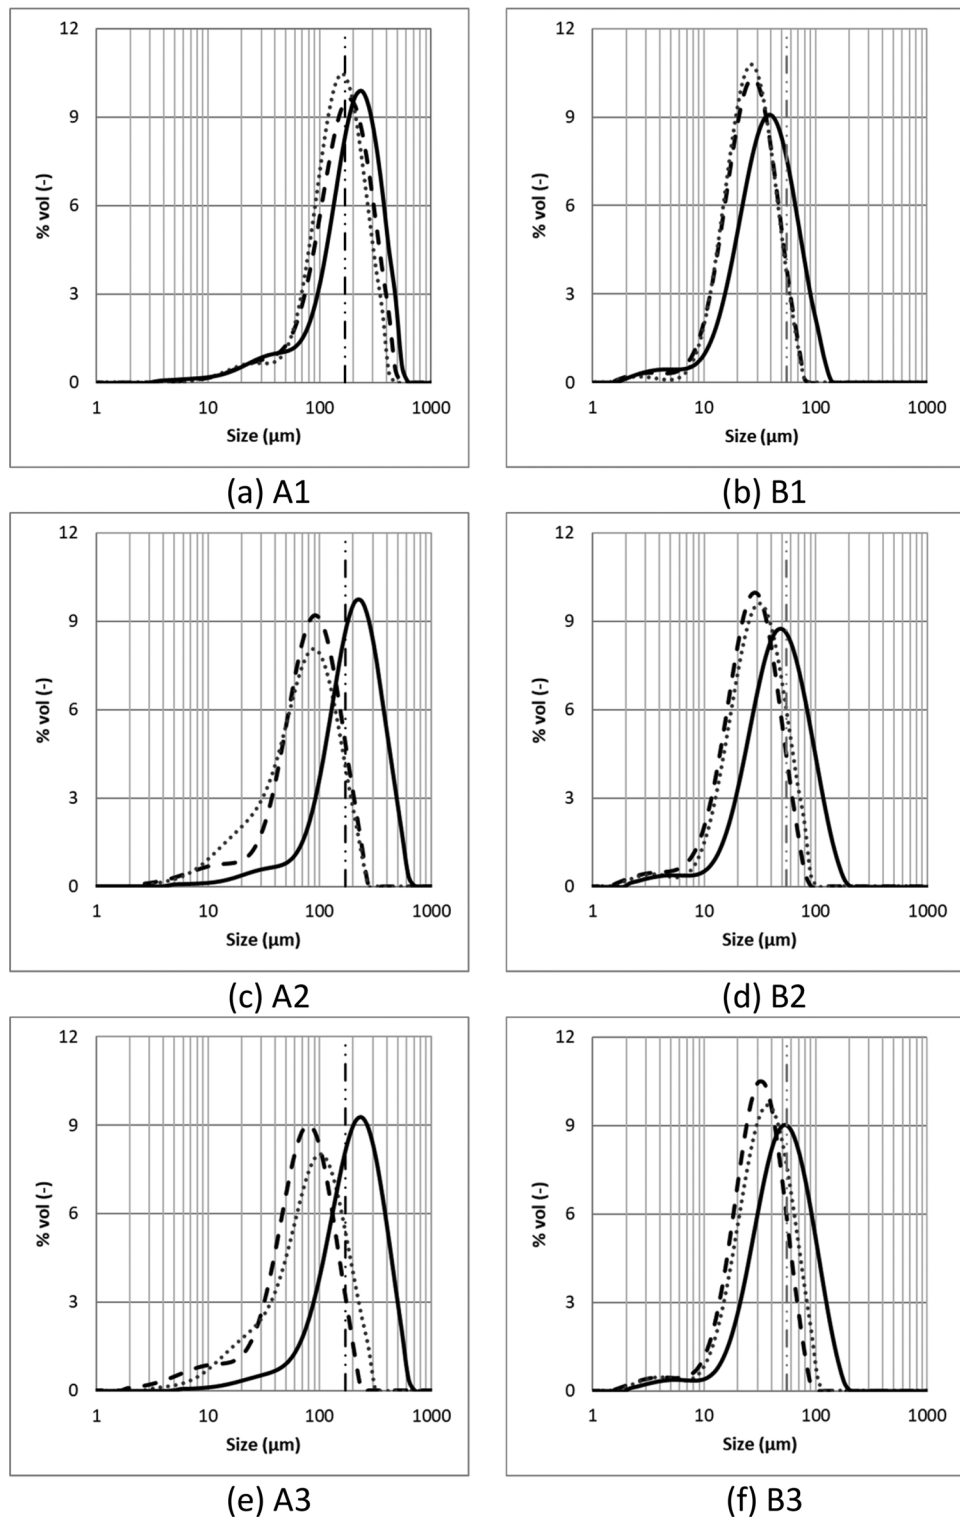 12
9
6
3
0
% vol (-)
1 10 100 1000
Size (µm)
(a) A1
12
9
6
3
0
% vol (-)
1 10 100 1000
Size (µm)
(b) B1
12
9
6
3
0
% vol (-)
1 10 100 1000
Size (µm)
(c) A2
12
9
6
3
0
% vol (-)
1 10 100 1000
Size (µm)
(d) B2
12
9
6
3
0
% vol (-)
1 10 100 1000
Size (µm)
(e) A3
12
9
6
3
0
% vol (-)
1 10 100 1000
Size (µm)
(f) B3